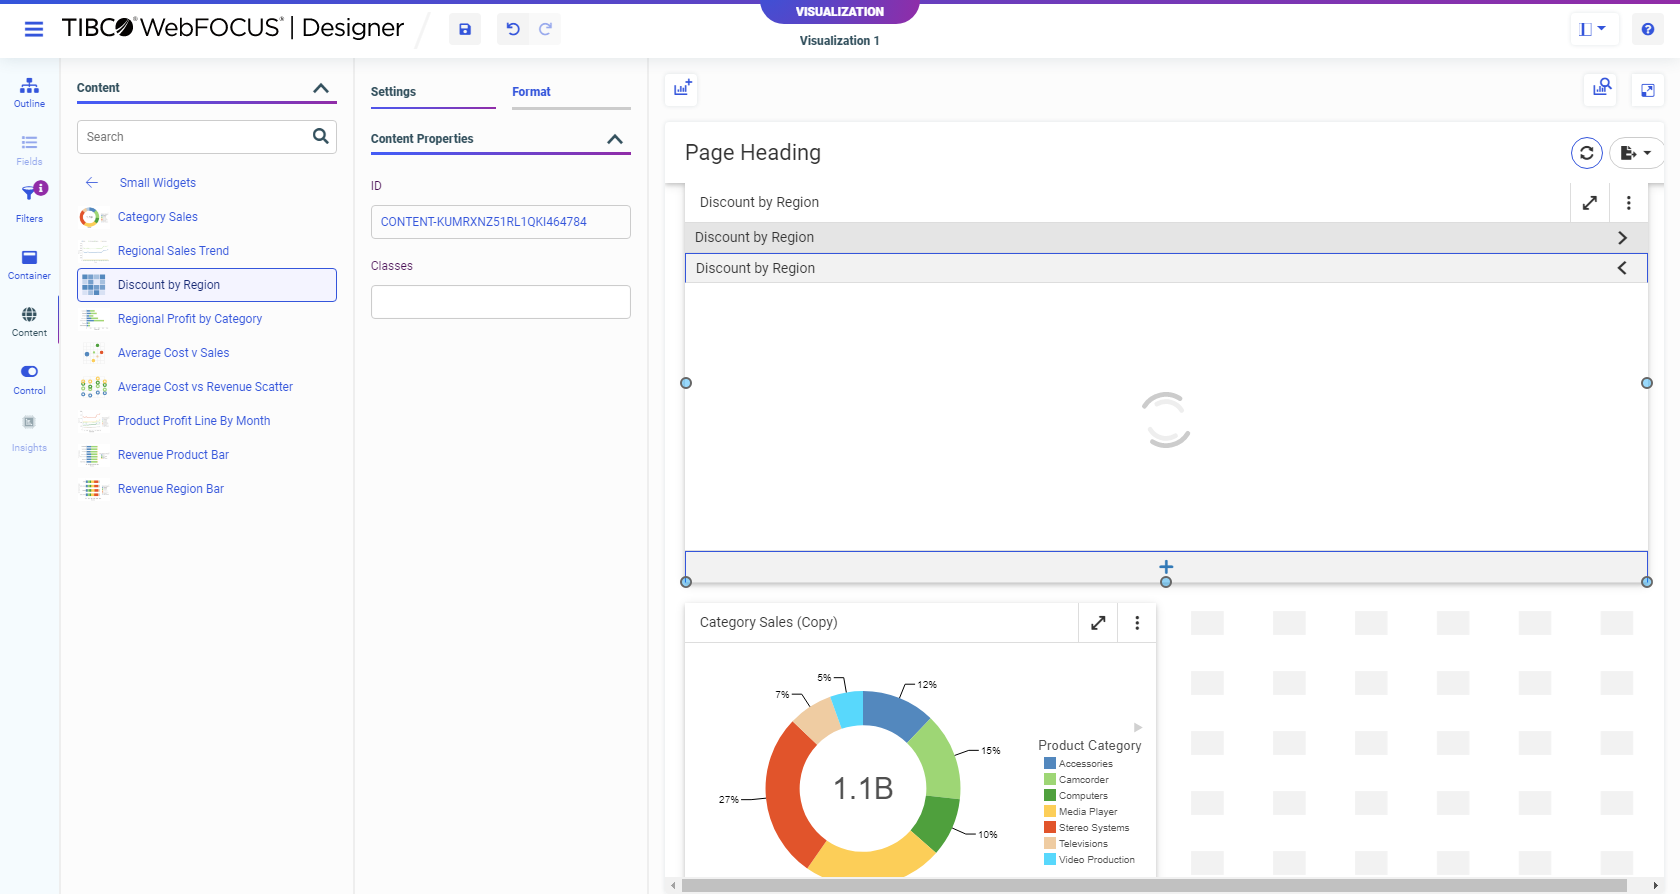 VISUALIZATION
TIBCO® WebFOCUS® | Designer
Visualization 1
Outline
Fields
Filters
Container
Content
Control
Insights
Content
Search
Small Widgets
Category Sales
Regional Sales Trend
Discount by Region
Regional Profit by Category
Average Cost v Sales
Average Cost vs Revenue Scatter
Product Profit Line By Month
Revenue Product Bar
Revenue Region Bar
Settings
Format
Content Properties
ID
CONTENT-KUMRXNZ51RL1QKI464784
Classes
Page Heading
Discount by Region
Discount by Region
Discount by Region
Category Sales (Copy)
5%
12%
7%
15%
27%
10%
1.1B
Product Category
Accessories
Camcorder
Computers
Media Player
Stereo Systems
Televisions
Video Production